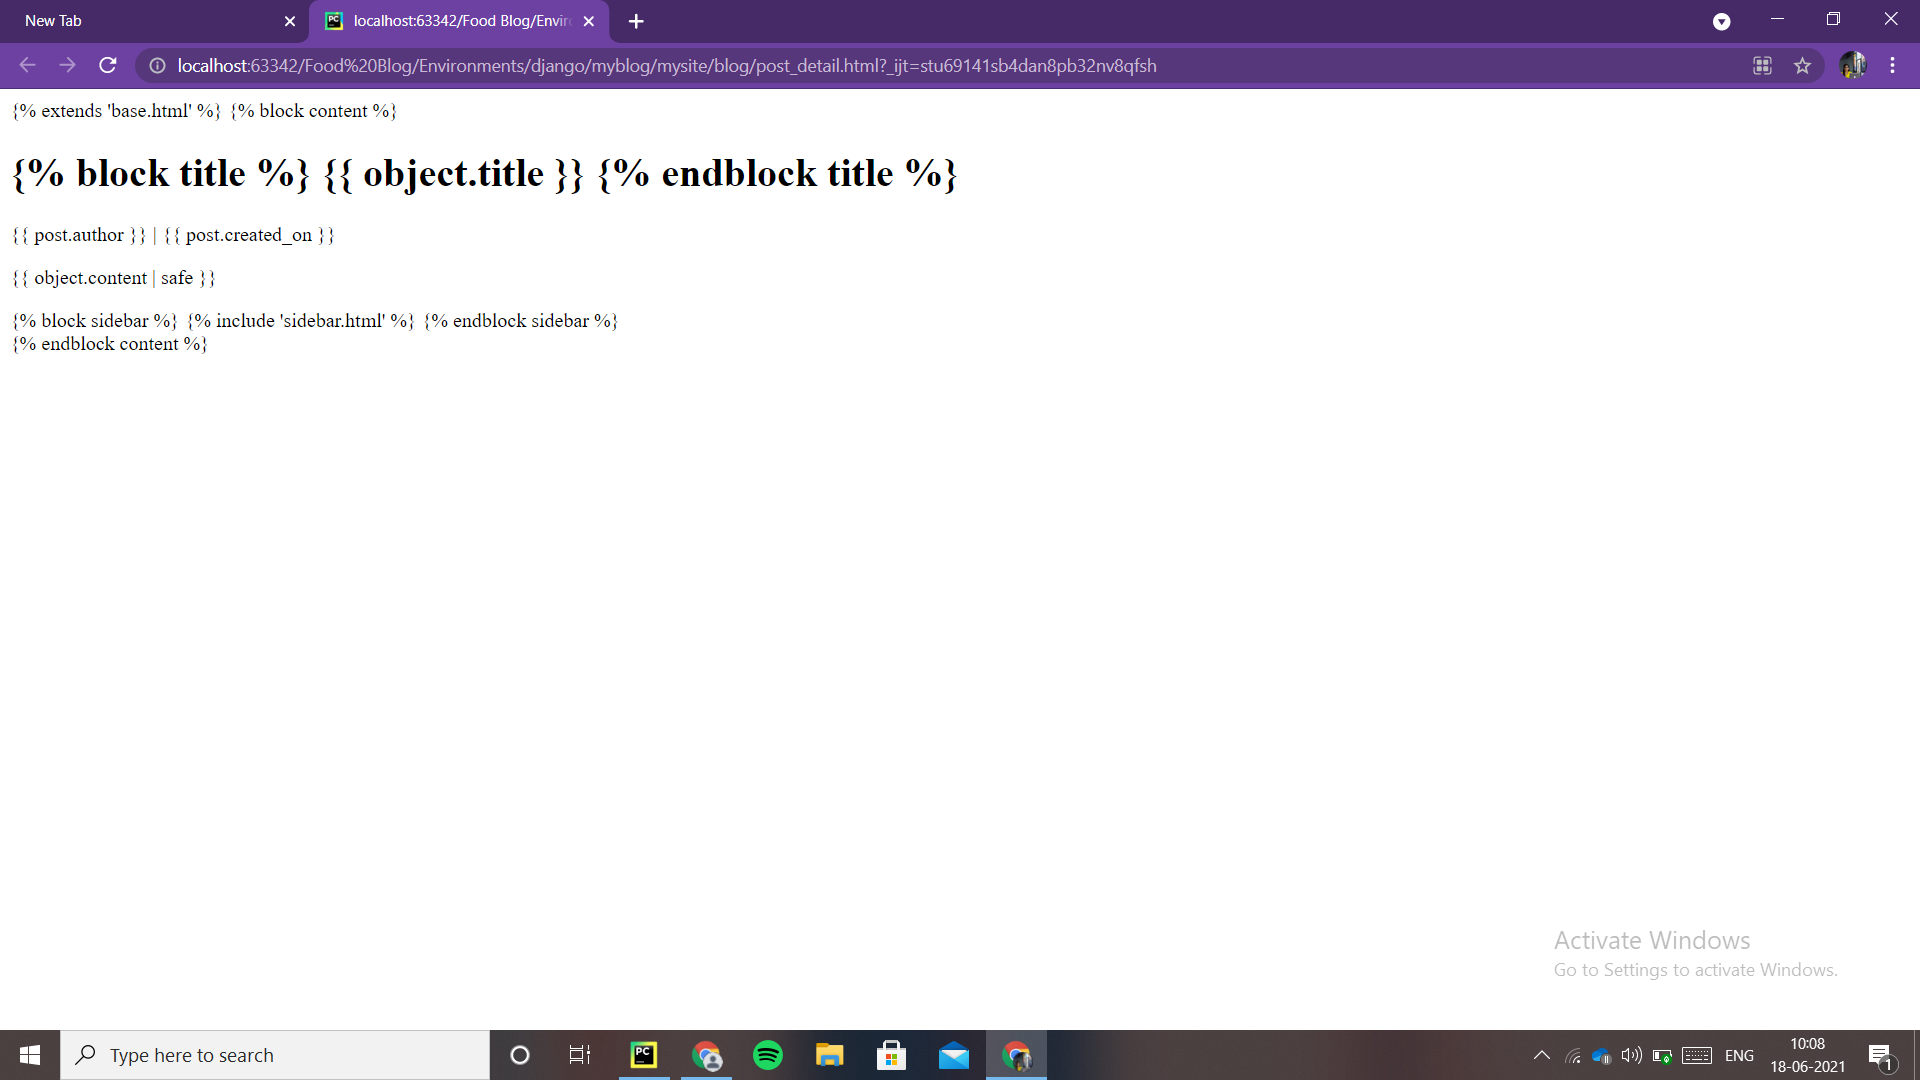 New Tab
localhost:63342/Food Blog/Envir
localhost:63342/Food%20Blog/Environments/django/myblog/mysite/blog/post_detail.html?_ijt=stu69141sb4dan8pb32nv8qfsh
{% extends 'base.html' %} {% block content %}
{% block title %} {{ object.title }} {% endblock title %}
{{ post.author }} | {{ post.created_on }}
{{ object.content | safe }}
{% block sidebar %} {% include 'sidebar.html' %} {% endblock sidebar %}
{% endblock content %}
Activate Windows
Go to Settings to activate Windows.
Type here to search
PC
ENG
10:08
18-06-2021
1